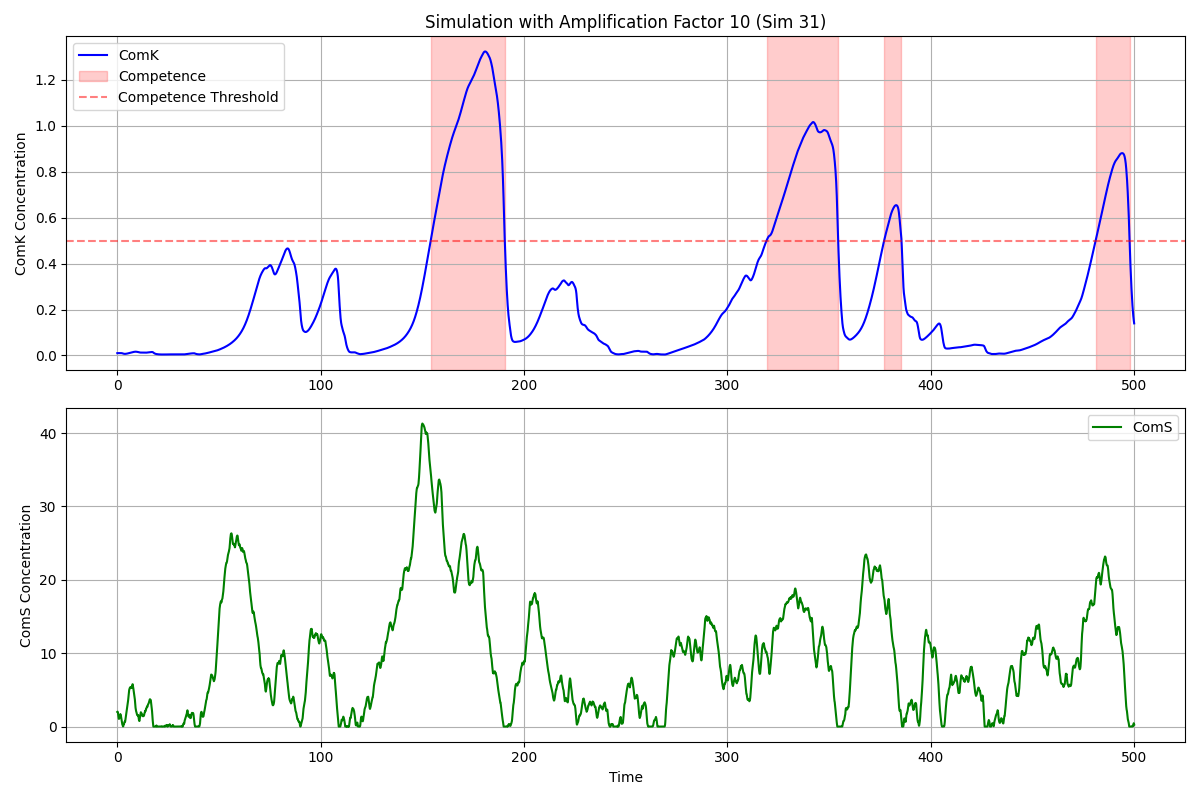 Simulation with Amplification Factor 10 (Sim 31)
ComK
Competence
Competence Threshold
ComK Concentration
1.2
1.0
0.8
0.6
0.4
0.2
0.0
0 100 200 300 400 500
ComS
ComS Concentration
40
30
20
10
0
0 100 200 300 400 500
Time